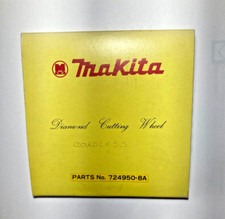 M makita
Diamond Cutting Wheel
PARTS No. 724950-8A